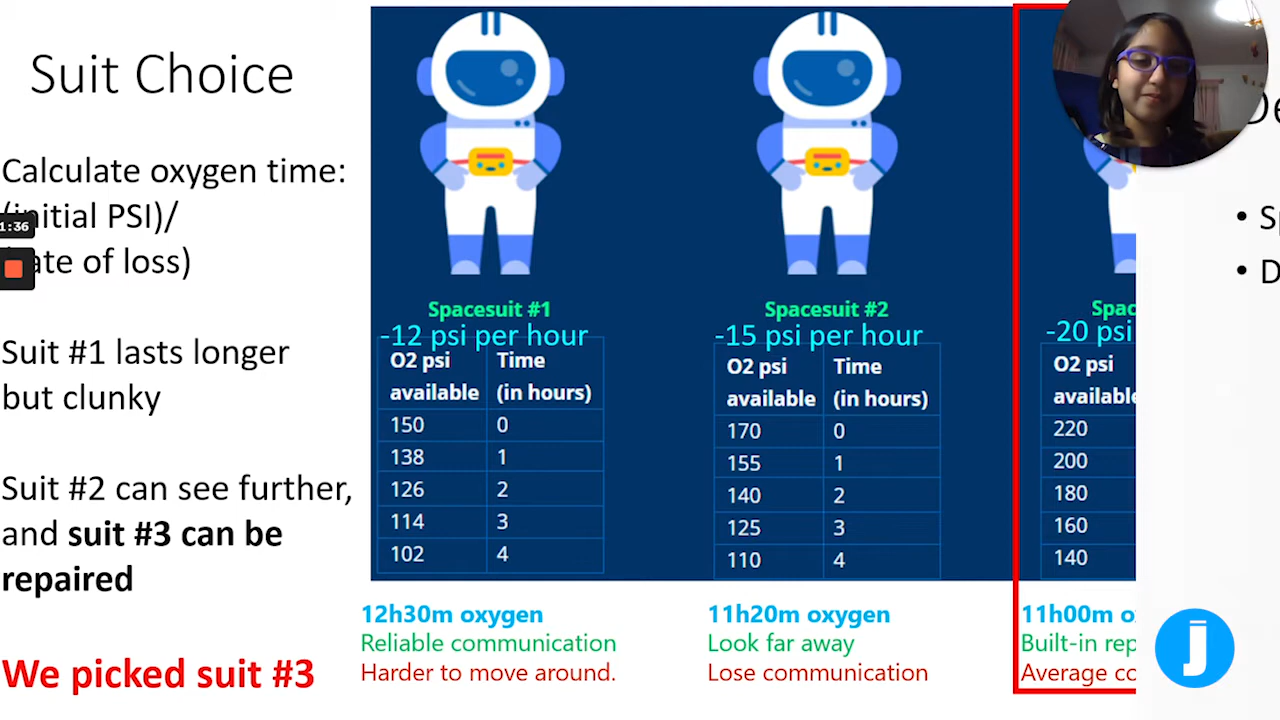 Suit Choice
Calculate oxygen time:
(initial PSI)/
ate of loss)
1:36
Suit #1 lasts longer
but clunky
Suit #2 can see further,
and suit #3 can be
repaired
We picked suit #3
Spacesuit #1
-12 psi per hour
O2 psi available Time (in hours)
150 0
138 1
126 2
114 3
102 4
12h30m oxygen
Reliable communication
Harder to move around.
Spacesuit #2
-15 psi per hour
O2 psi available Time (in hours)
170 0
155 1
140 2
125 3
110 4
11h20m oxygen
Look far away
Lose communication
-20 psi
O2 psi
available
220
200
180
160
140
11h00m
Built-in
Average
J